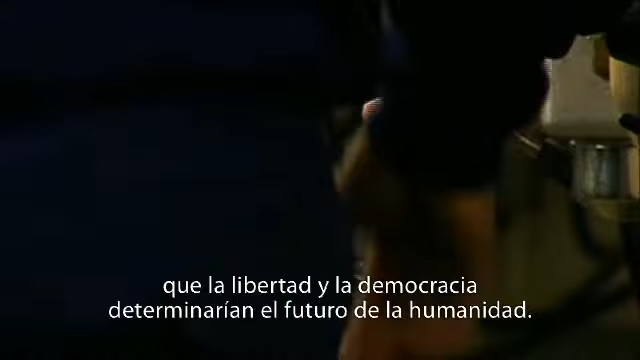 que la libertad y la democracia
determinarían el futuro de la humanidad.